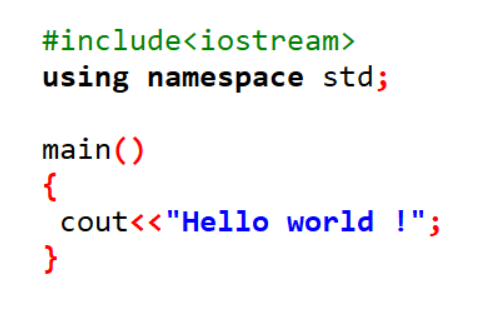 #include<iostream>
using namespace std;
main()
{
cout<<"Hello world !";
}